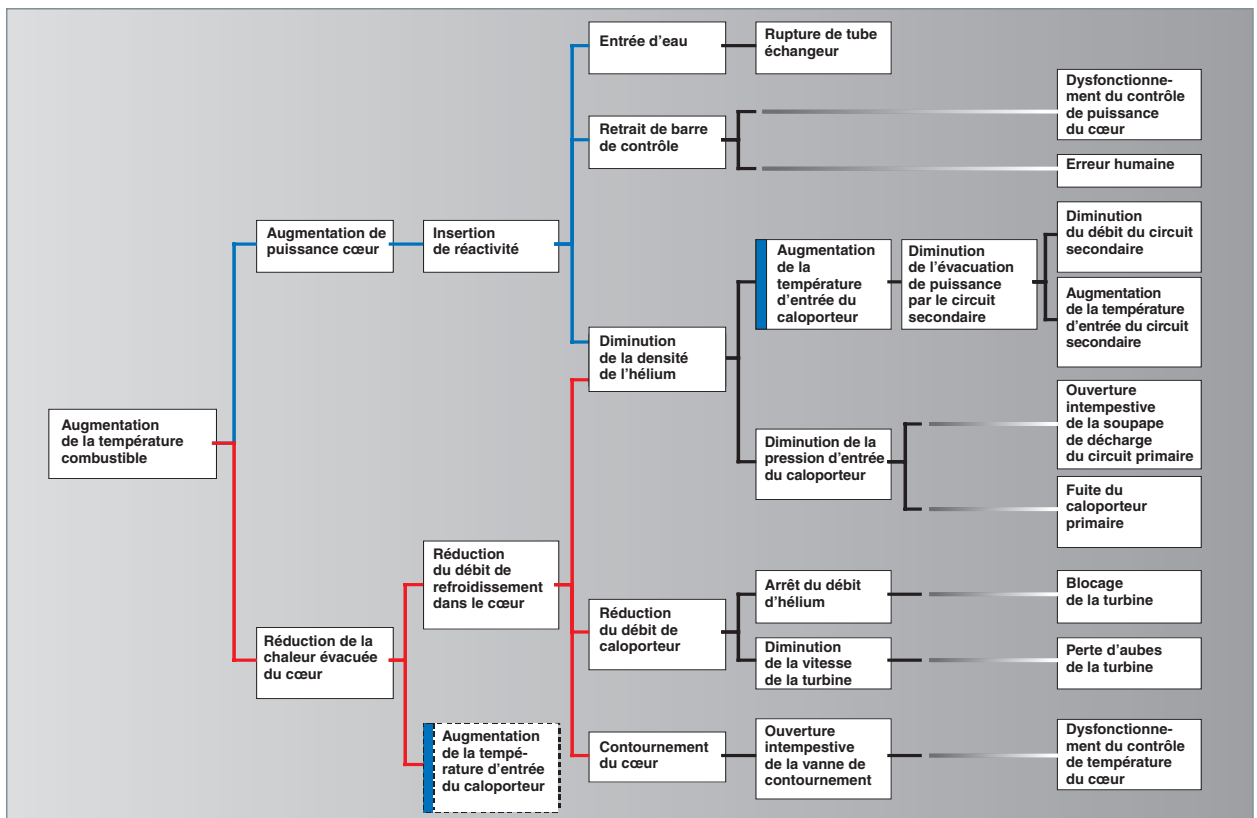 Entrée d'eau
Rupture de tube
échangeur
Dysfonctionne-
ment du contrôle
de puissance
du cœur
Retrait de barre
de contrôle
Erreur humaine
Augmentation de
puissance cœur
Insertion
de réactivité
Augmentation
de la
température
d'entrée du
caloporteur
Diminution
de l'évacuation
de puissance
par le circuit
secondaire
Diminution
du débit du circuit
secondaire
Augmentation
de la température
d'entrée du circuit
secondaire
Diminution
de la densité
de l'hélium
Augmentation
de la température
combustible
Diminution de la
pression d'entrée
du caloporteur
Ouverture
intempestive
de la soupape
de décharge
du circuit primaire
Fuite du
caloporteur
primaire
Réduction
du débit de
refroidissement
dans le cœur
Réduction de la
chaleur évacuée
du cœur
Réduction
du débit de
caloporteur
Arrêt du débit
d'hélium
Blocage
de la turbine
Diminution
de la vitesse
de la turbine
Perte d'aubes
de la turbine
Augmentation
de la tempé-
rature d'entrée
du caloporteur
Contournement
du cœur
Ouverture
intempestive
de la vanne de
contournement
Dysfonctionne-
ment du contrôle
de température
du cœur